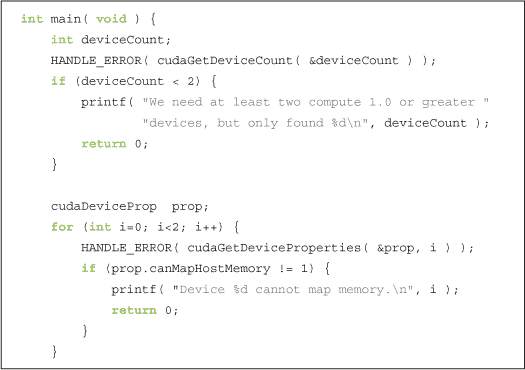 int main( void ) {
    int deviceCount;
    HANDLE_ERROR( cudaGetDeviceCount( &deviceCount ) );
    if (deviceCount < 2) {
        printf( "We need at least two compute 1.0 or greater "
                "devices, but only found %d\n", deviceCount );
        return 0;
    }

    cudaDeviceProp  prop;
    for (int i=0; i<2; i++) {
        HANDLE_ERROR( cudaGetDeviceProperties( &prop, i ) );
        if (prop.canMapHostMemory != 1) {
            printf( "Device %d cannot map memory.\n", i );
            return 0;
        }
    }